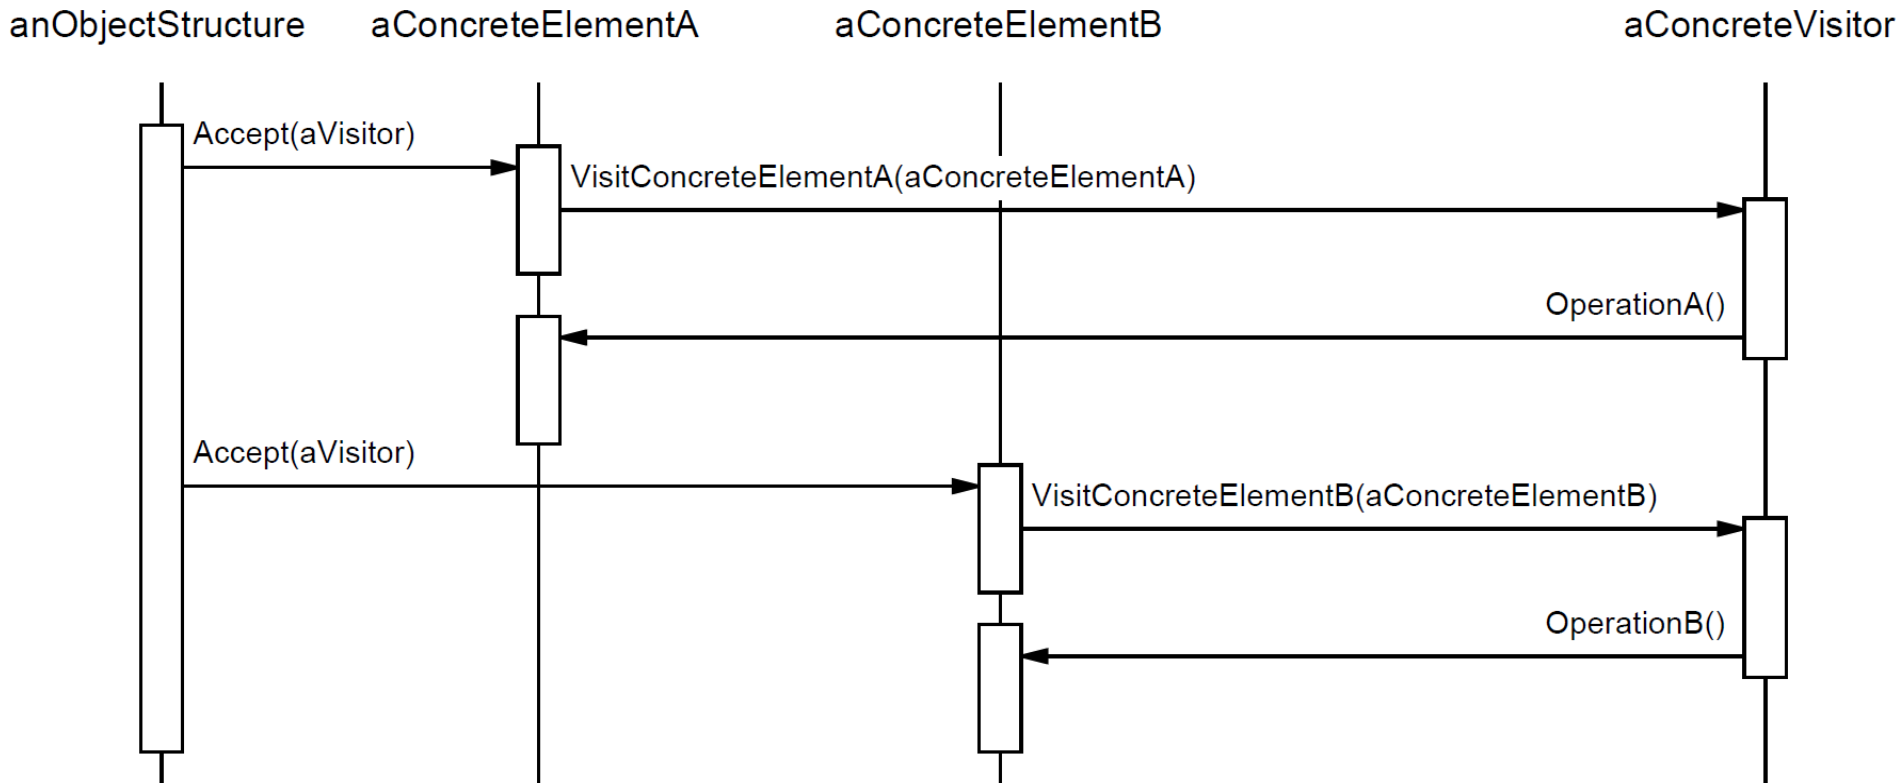 anObjectStructure aConcreteElementA aConcreteElementB aConcreteVisitor
Accept(aVisitor)
VisitConcreteElementA(aConcreteElementA)
OperationA()
Accept(aVisitor)
VisitConcreteElementB(aConcreteElementB)
OperationB()